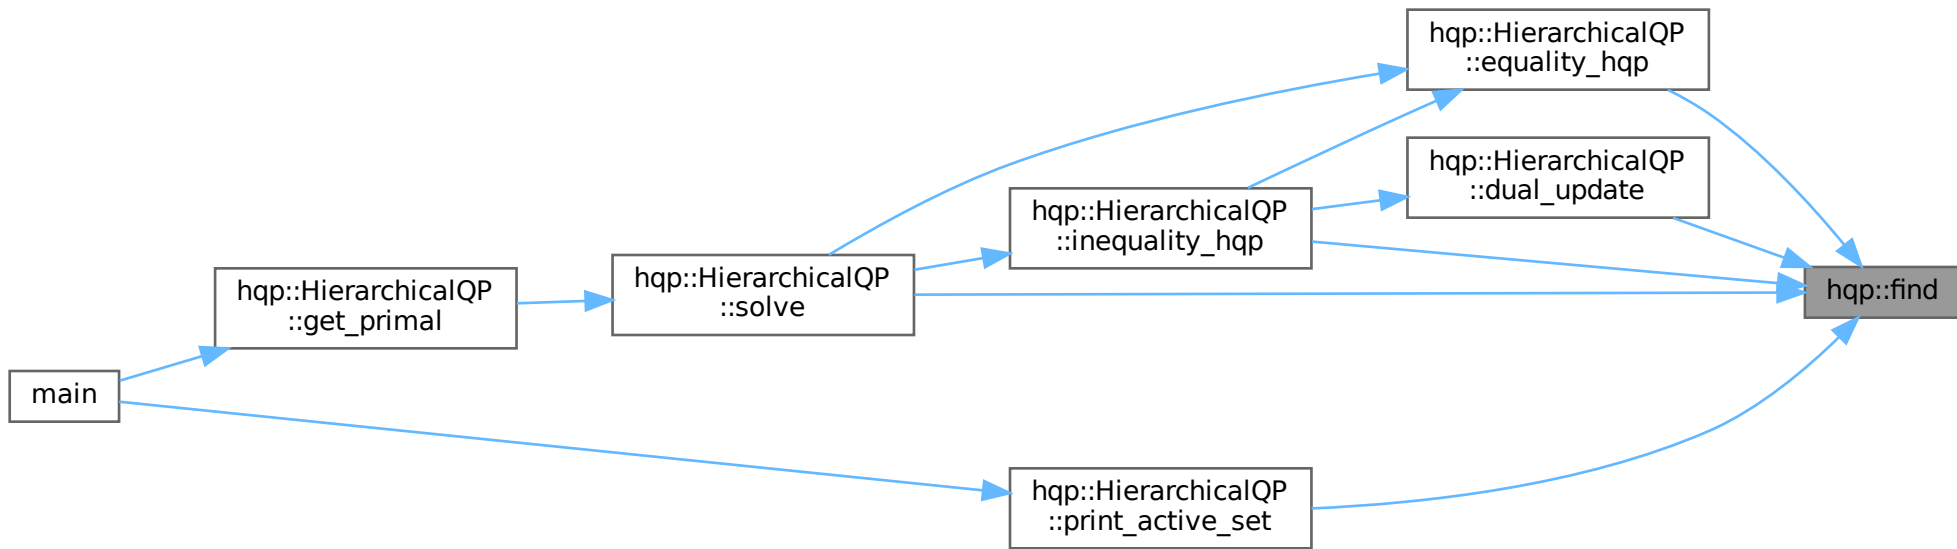 hqp::HierarchicalQP
::equality_hqp
hqp::HierarchicalQP
::dual_update
hqp::HierarchicalQP
::inequality_hqp
hqp::HierarchicalQP
::solve
hqp::HierarchicalQP
::get_primal
hqp::find
main
hqp::HierarchicalQP
::print_active_set